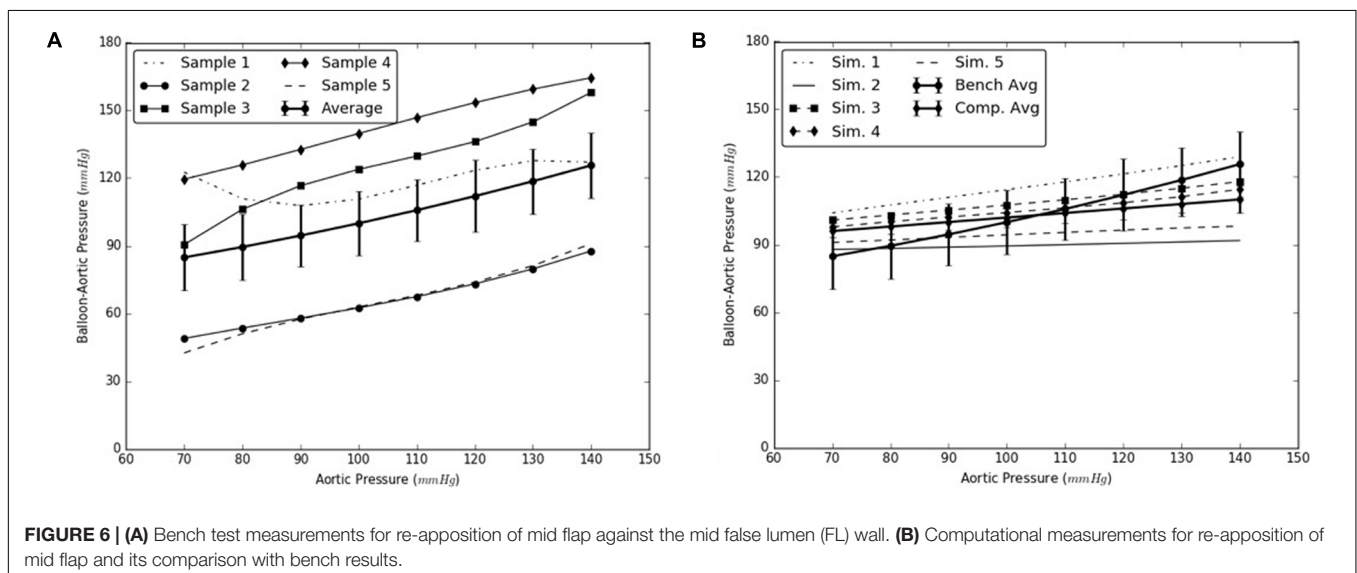 A
180
150
120
90
60
30
0
60 70 80 90 100 110 120 130 140 150
Balloon-Aortic Pressure (mmHg)
Aortic Pressure (mmHg)
Sample 1 Sample 4
Sample 2 Sample 5
Sample 3 Average
B
180
150
120
90
60
30
0
60 70 80 90 100 110 120 130 140 150
Balloon-Aortic Pressure (mmHg)
Aortic Pressure (mmHg)
Sim. 1 Sim. 5
Sim. 2 Bench Avg
Sim. 3 Comp. Avg
Sim. 4
FIGURE 6 | (A) Bench test measurements for re-apposition of mid flap against the mid false lumen (FL) wall. (B) Computational measurements for re-apposition of
mid flap and its comparison with bench results.